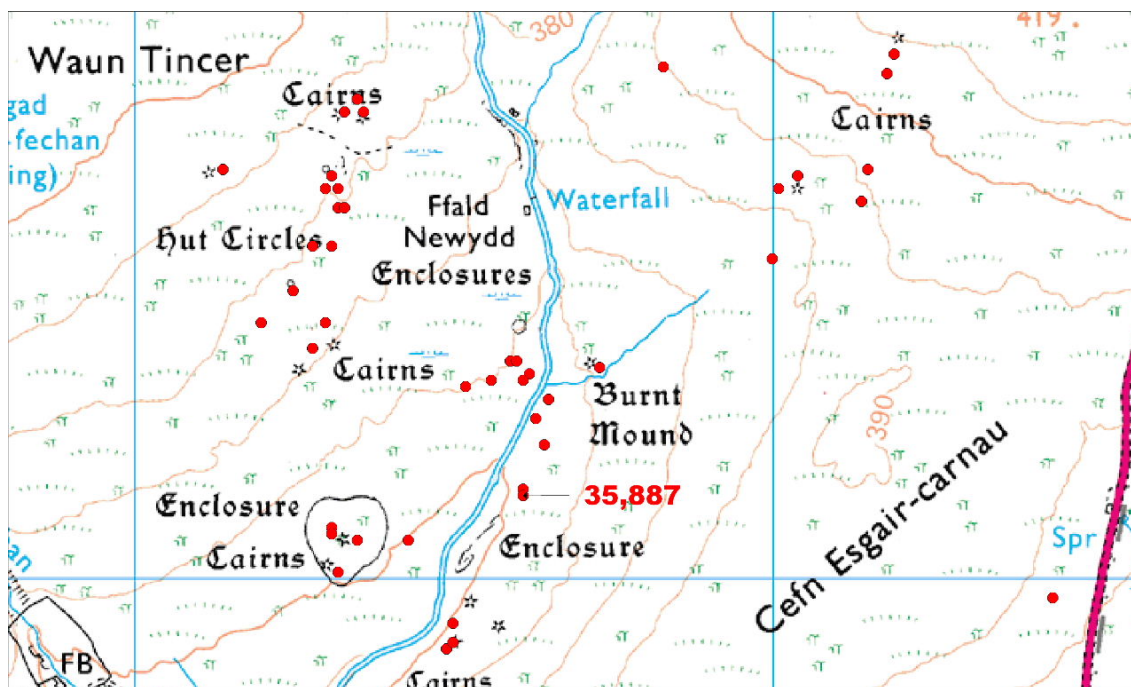 380
419.
Waun Tincer
Cairns
gad
-fechan
ing)
Cairns
Waterfall
Ffald
Newydd
Enclosures
Hut Circles
Cairns
Burnt
Mound
390
35,887
Enclosure
Cairns
Enclosure
Cefn Esgair-carnau
Spr
an
FB
Cairns